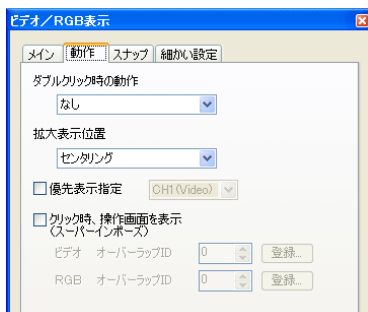 ビデオ／RGB表示
メイン 動作 スナップ 細かい設定
ダブルクリック時の動作
なし
拡大表示位置
センタリング
優先表示指定 CH1(Video)
クリック時、操作画面を表示
(スーパーインポーズ)
ビデオ オーバーラップID 0 登録...
RGB オーバーラップID 0 登録...